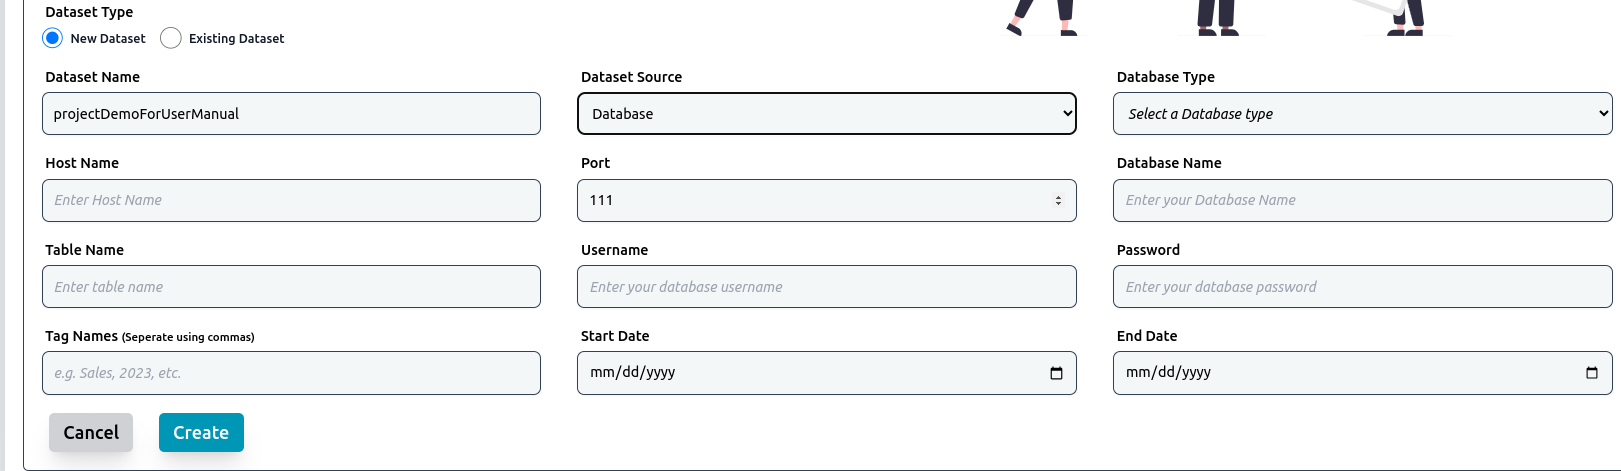 Dataset Type
New Dataset Existing Dataset
Dataset Name Dataset Source Database Type
projectDemoForUserManual Database Select a Database type
Host Name Port Database Name
Enter Host Name 111 Enter your Database Name
Table Name Username Password
Enter table name Enter your database username Enter your database password
Tag Names (Seperate using commas) Start Date End Date
e.g. Sales, 2023, etc. mm/dd/yyyy mm/dd/yyyy
Cancel Create